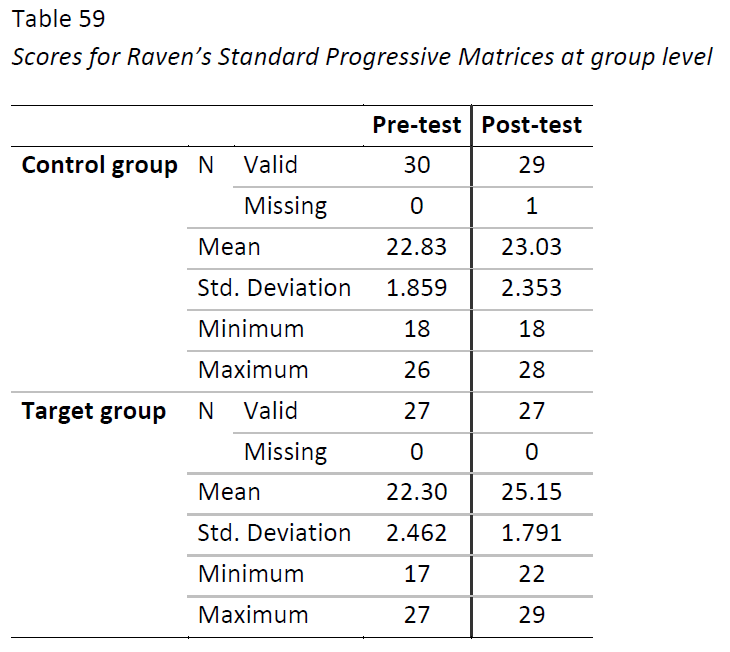 Table 59
Scores for Raven’s Standard Progressive Matrices at group level
Pre-test Post-test
Control group N Valid 30 29
Missing 0 1
Mean 22.83 23.03
Std. Deviation 1.859 2.353
Minimum 18 18
Maximum 26 28
Target group N Valid 27 27
Missing 0 0
Mean 22.30 25.15
Std. Deviation 2.462 1.791
Minimum 17 22
Maximum 27 29